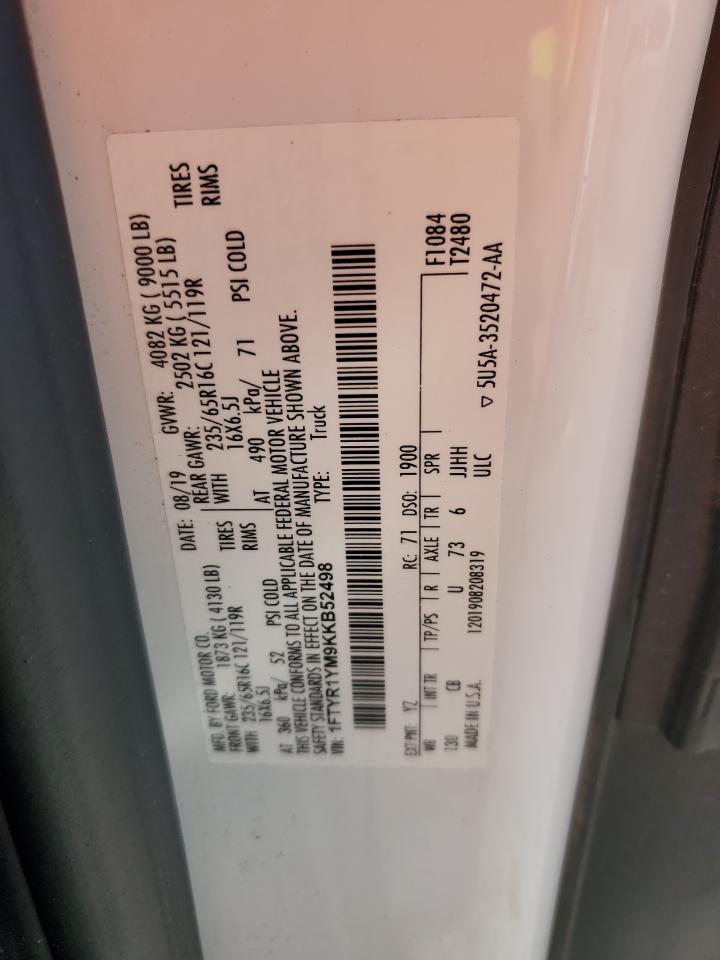 MFD. BY FORD MOTOR CO.
DATE: 08/19 GVWR: 4082 KG ( 9000 LB)
FRONT GAWR: 1873 KG ( 4130 LB) REAR GAWR: 2502 KG ( 5515 LB)
WITH 235/65R16C 121/119R TIRES WITH 235/65R16C 121/119R TIRES
16X6.5J RIMS 16X6.5J RIMS
AT 360 kPa/ 52 PSI COLD AT 490 kPa/ 71 PSI COLD
THIS VEHICLE CONFORMS TO ALL APPLICABLE FEDERAL MOTOR VEHICLE
SAFETY STANDARDS IN EFFECT ON THE DATE OF MANUFACTURE SHOWN ABOVE.
VIN: 1FTYR1YM9KKB52498 TYPE: Truck
EXT PNT: YZ RC: 71 DSO: 1900 F1084
WB INT TR TP/PS R AXLE TR SPR T2480
130 CB U 73 6 JJHH
MADE IN U.S.A. 1201908208319 ULC ▽ 5U5A-3520472-AA